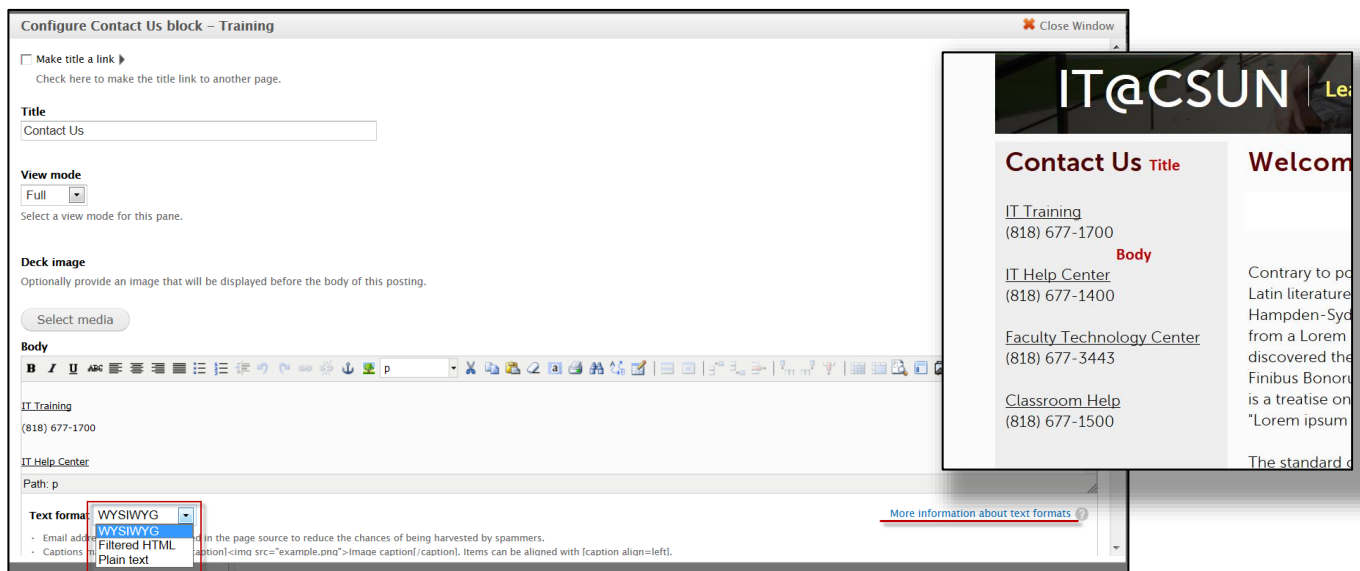 Configure Contact Us block – Training
Close Window
Make title a link
Check here to make the title link to another page.
Title
Contact Us
View mode
Full
Select a view mode for this pane.
Deck image
Optionally provide an image that will be displayed before the body of this posting.
Select media
Body
B I U ABC p
IT Training
(818) 677-1700
IT Help Center
Path: p
Text format WYSIWYG
More information about text formats ?
WYSIWYG
Filtered HTML
Plain text
Email addre
d in the page source to reduce the chances of being harvested by spammers.
Captions m
aption]<img src="example.png">Image caption[/caption]. Items can be aligned with [caption align=left].
IT@CSUN
Lea
Contact Us Title
IT Training
(818) 677-1700
Body
IT Help Center
(818) 677-1400
Faculty Technology Center
(818) 677-3443
Classroom Help
(818) 677-1500
Welcom
Contrary to po
Latin literature
Hampden-Syd
from a Lorem
discovered the
Finibus Bonoru
is a treatise on
"Lorem ipsum
The standard c